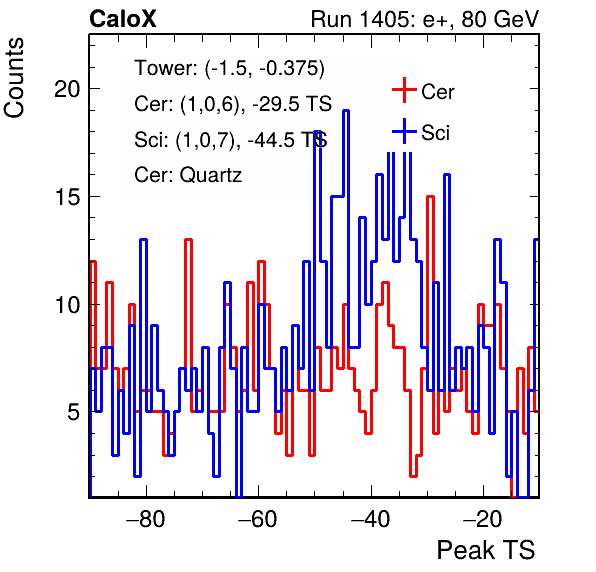 CaloX Run 1405: e+, 80 GeV
Counts
Tower: (-1.5, -0.375)
Cer: (1,0,6), -29.5 TS
Sci: (1,0,7), -44.5 TS
Cer: Quartz
Cer
Sci
20
15
10
5
−80 −60 −40 −20
Peak TS